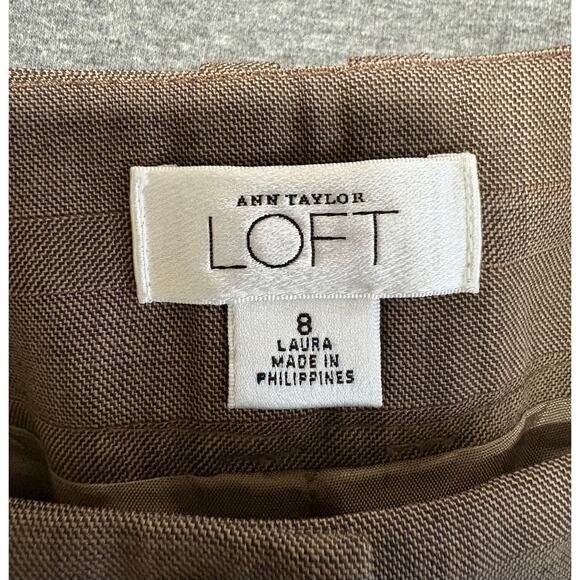 ANN TAYLOR
LOFT
8
LAURA
MADE IN
PHILIPPINES